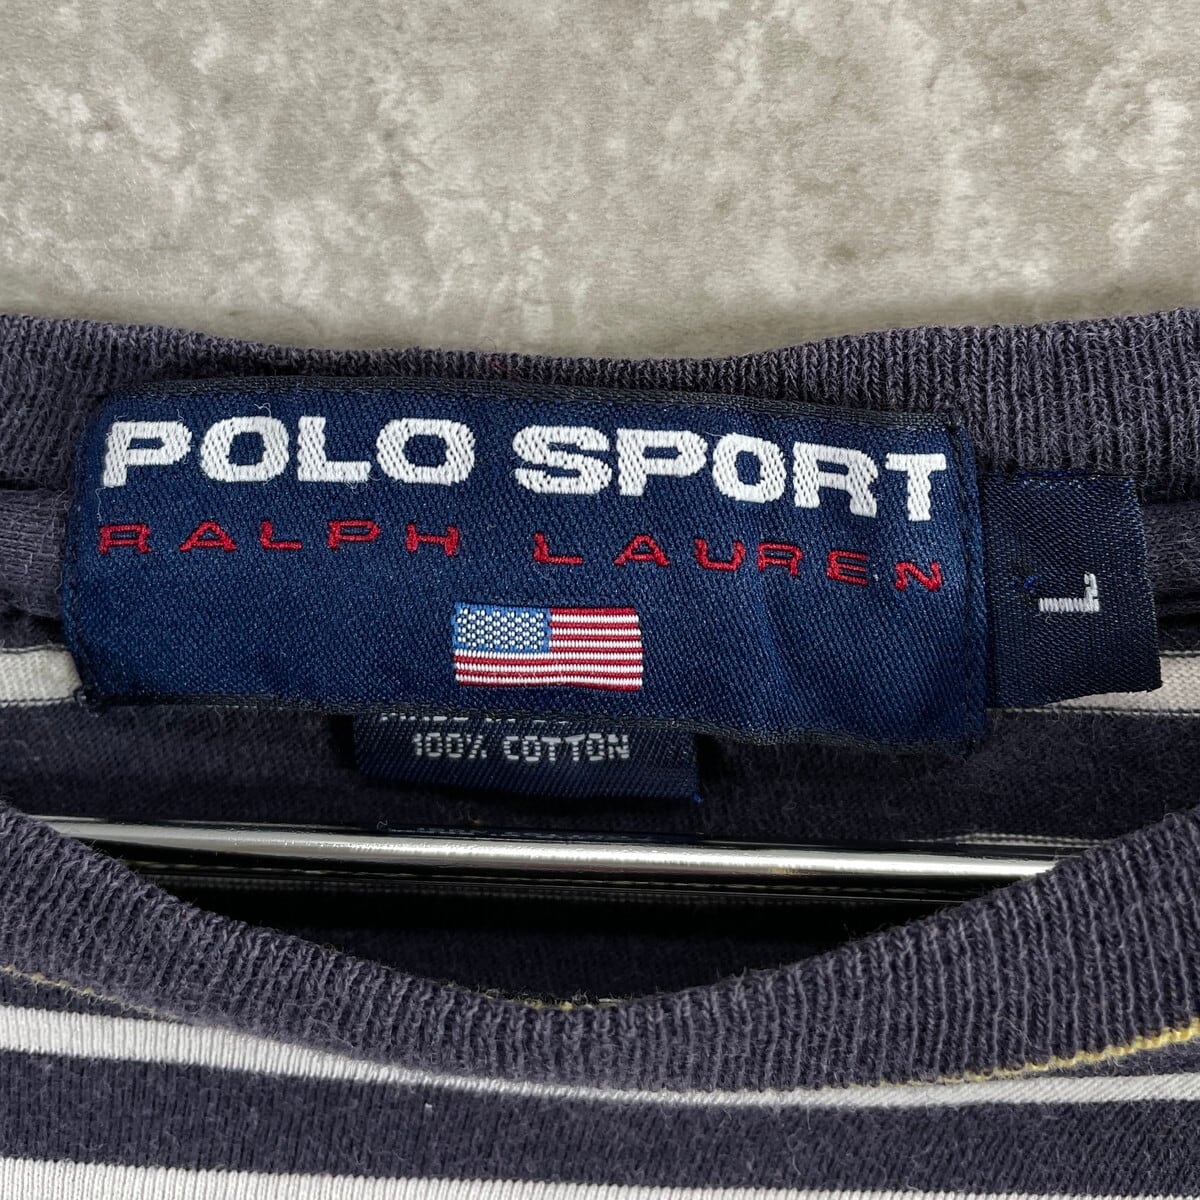 POLO SPORT
RALPH LAUREN
L
100% COTTON